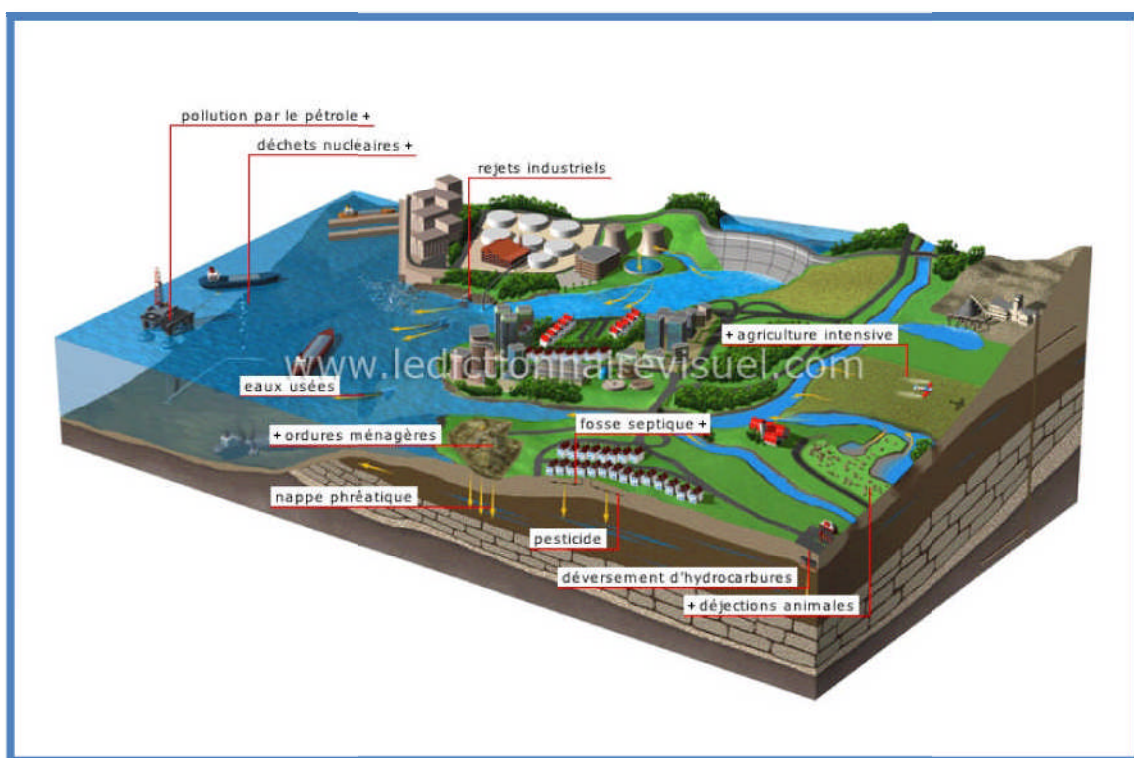 pollution par le pétrole +
déchets nucléaires +
rejets industriels
+ agriculture intensive
www.ledictionnairevisuel.com
eaux usées
fosse septique +
+ ordures ménagères
nappe phréatique
pesticide
déversement d'hydrocarbures
+ déjections animales